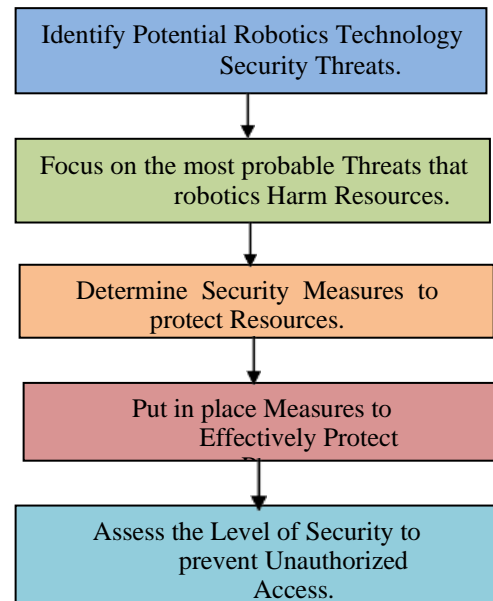 Identify Potential Robotics Technology
Security Threats.
Focus on the most probable Threats that
robotics Harm Resources.
Determine Security Measures to
protect Resources.
Put in place Measures to
Effectively Protect
Assess the Level of Security to
prevent Unauthorized
Access.